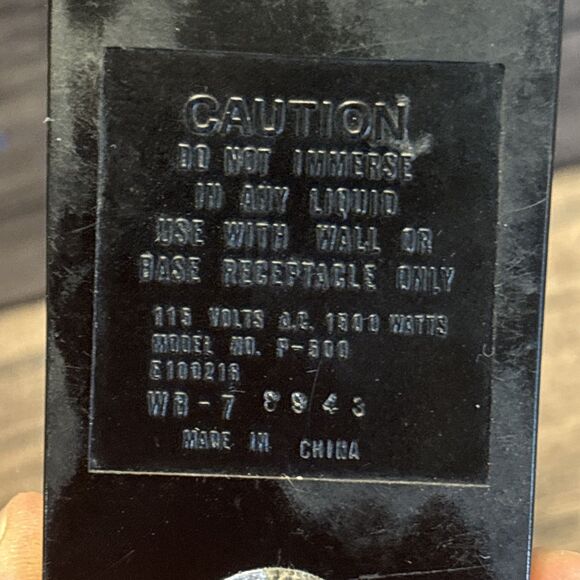 CAUTION
DO NOT IMMERSE
IN ANY LIQUID
USE WITH WALL OR
BASE RECEPTACLE ONLY
115 VOLTS A.C. 1500 WATTS
MODEL NO. P-500
E100216
WB-7 8943
MADE IN CHINA